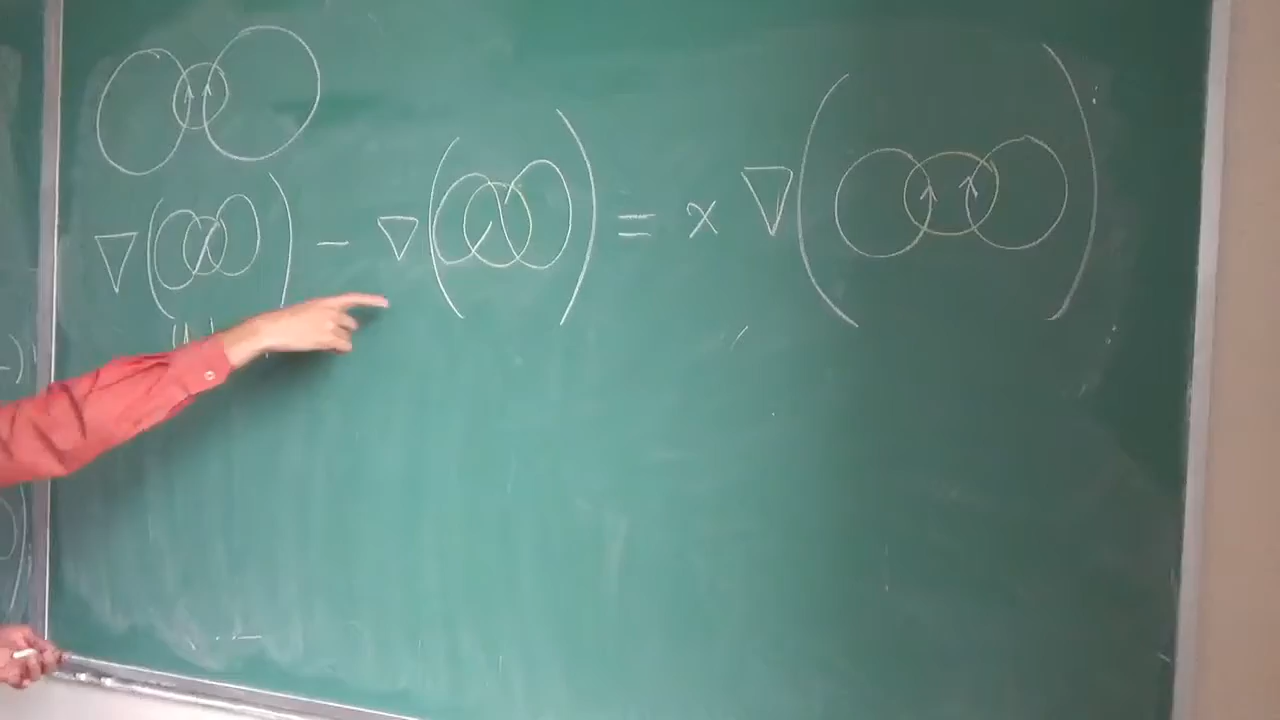 ∇( ) − ∇( ) = x ∇( )